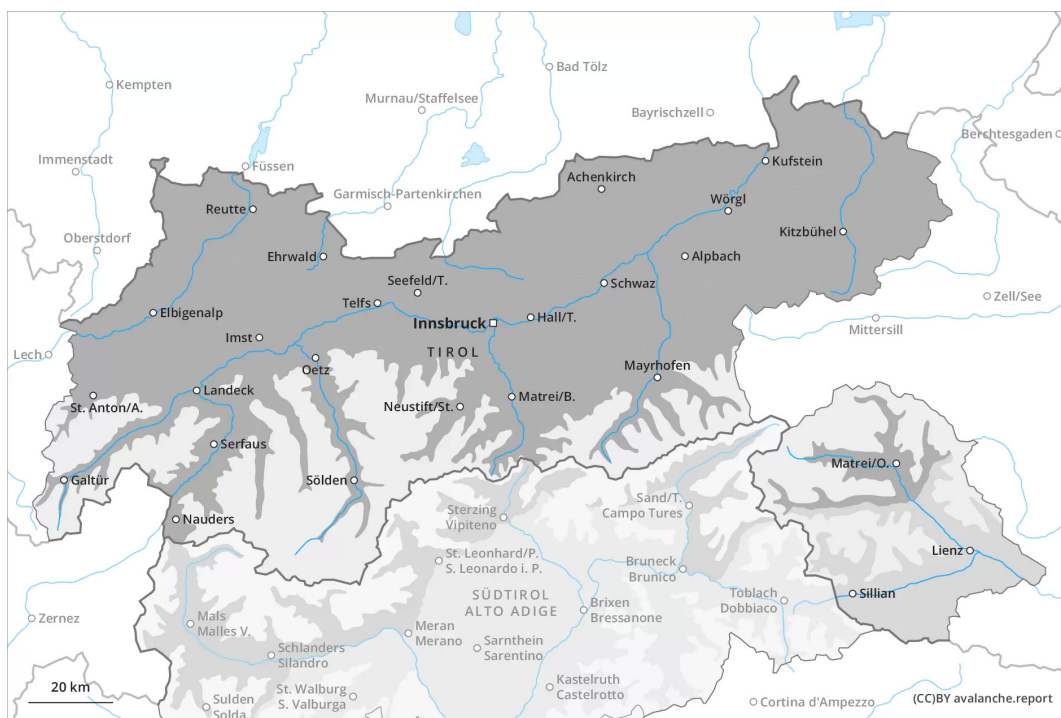 Bad Tölz
Kempten
Murnau/Staffelsee
Bayrischzell
Berchtesgaden
Immenstadt
Füssen
Kufstein
Achenkirch
Garmisch-Partenkirchen
Reutte
Wörgl
Kitzbühel
Oberstdorf
Ehrwald
Alpbach
Seefeld/T.
Schwaz
Telfs
Zell/See
Elbigenalp
Innsbruck
Hall/T.
Mittersill
Imst
TIROL
Lech
Oetz
Mayrhofen
Landeck
St. Anton/A.
Neustift/St.
Matrei/B.
Serfaus
Matrei/O.
Galtür
Sölden
Sand/T.
Campo Tures
Sterzing
Vipiteno
Nauders
Lienz
St. Leonhard/P.
S. Leonardo i. P.
Bruneck
Brunico
Sillian
SÜDTIROL
ALTO ADIGE
Toblach
Dobbiaco
Brixen
Bressanone
Zernez
Mals
Malles V.
Meran
Merano
Sarnthein
Sarentino
Schlanders
Silandro
20 km
St. Walburg
S. Valburga
Kastelruth
Castelrotto
Sulden
Solda
Cortina d'Ampezzo
(CC)BY avalanche.report